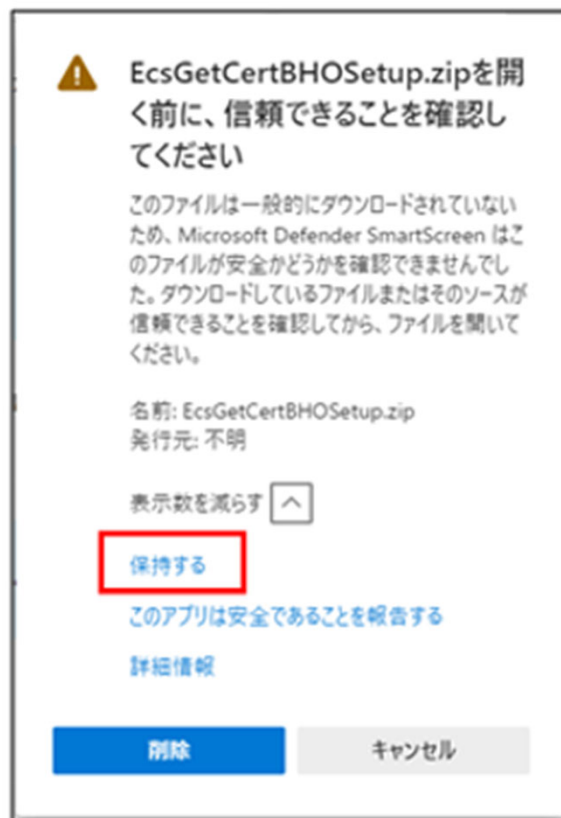 EcsGetCertBHOSetup.zipを開
く前に、信頼できることを確認し
てください
このファイルは一般的にダウンロードされていない
ため、Microsoft Defender SmartScreen はこ
のファイルが安全かどうかを確認できませんでし
た。ダウンロードしているファイルまたはそのソースが
信頼できることを確認してから、ファイルを開いて
ください。
名前: EcsGetCertBHOSetup.zip
発行元: 不明
表示数を減らす
保持する
このアプリは安全であることを報告する
詳細情報
削除
キャンセル